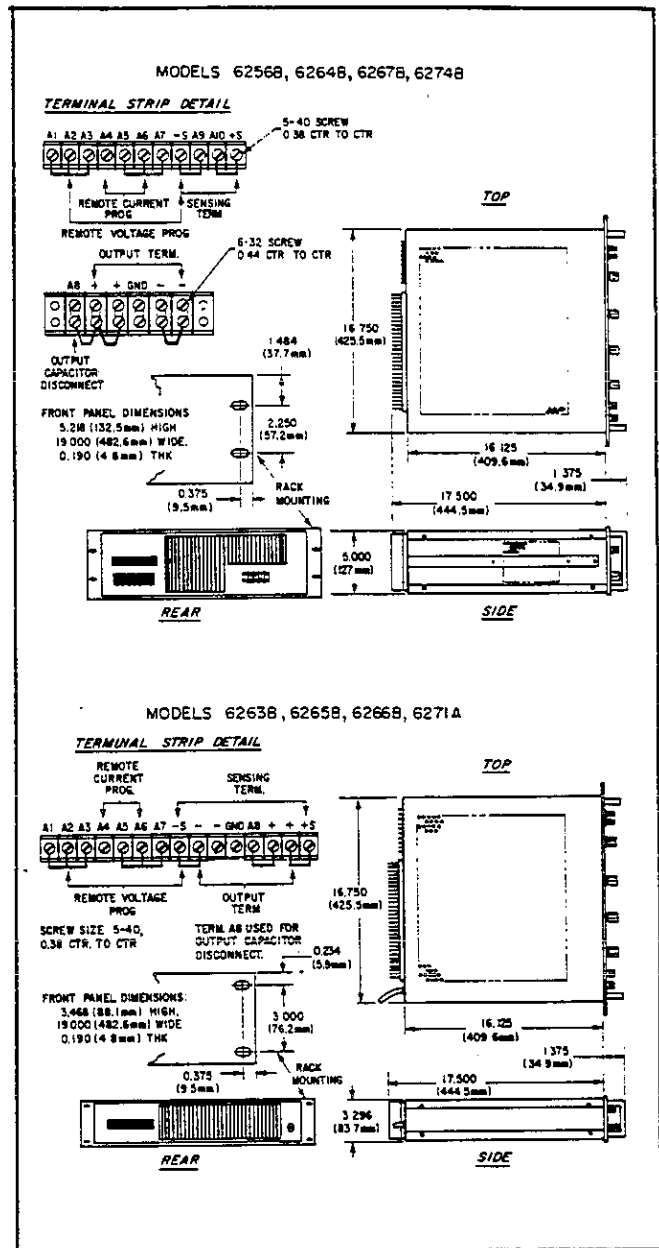 MODELS 6256B, 6264B, 6267B, 6274B
TERMINAL STRIP DETAIL
5-40 SCREW
0.38 CTR TO CTR
A1 A2 A3 A4 A5 A6 A7 -S A9 A10 +S
REMOTE CURRENT
PROG
SENSING
TERM
REMOTE VOLTAGE PROG
OUTPUT TERM.
6-32 SCREW
0.44 CTR TO CTR
A8 + + GND - -
OUTPUT
CAPACITOR
DISCONNECT
1.484
(37.7mm)
FRONT PANEL DIMENSIONS
5.218 (132,5mm) HIGH
19.000 (482,6mm) WIDE.
0.190 (4.8mm) THK
2.250
(57.2mm)
0.375
(9,5mm)
RACK
MOUNTING
REAR
TOP
16.750
(425.5mm)
16.125
(409.6mm)
1.375
(34.9mm)
17.500
(444.5mm)
5.000
(127mm)
SIDE
MODELS 6263B, 6265B, 6266B, 6271A
TERMINAL STRIP DETAIL
REMOTE
CURRENT
PROG.
SENSING
TERM.
A1 A2 A3 A4 A5 A6 A7 -S - - GND A8 + + +S
REMOTE VOLTAGE
PROG
OUTPUT
TERM
SCREW SIZE 5-40,
0.38 CTR. TO CTR
TERM. A8 USED FOR
OUTPUT CAPACITOR
DISCONNECT.
0.234
(5.9mm)
FRONT PANEL DIMENSIONS:
3.468 (88.1mm) HIGH,
19.000 (482.6mm) WIDE
0.190 (4.8mm) THK
3.000
(76.2mm)
0.375
(9.5mm)
RACK
MOUNTING
REAR
TOP
16.750
(425.5mm)
16.125
(409.6mm)
1.375
(34.9mm)
17.500
(444.5mm)
3.296
(83.7mm)
SIDE